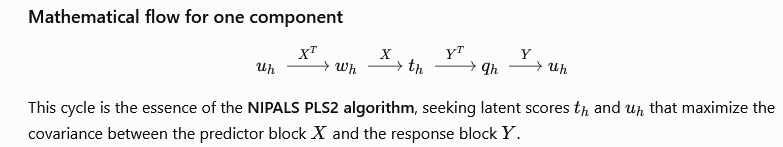 Mathematical flow for one component
u_h \xrightarrow{X^T} w_h \xrightarrow{X} t_h \xrightarrow{Y^T} q_h \xrightarrow{Y} u_h
This cycle is the essence of the NIPALS PLS2 algorithm, seeking latent scores t_h and u_h that maximize the
covariance between the predictor block X and the response block Y.